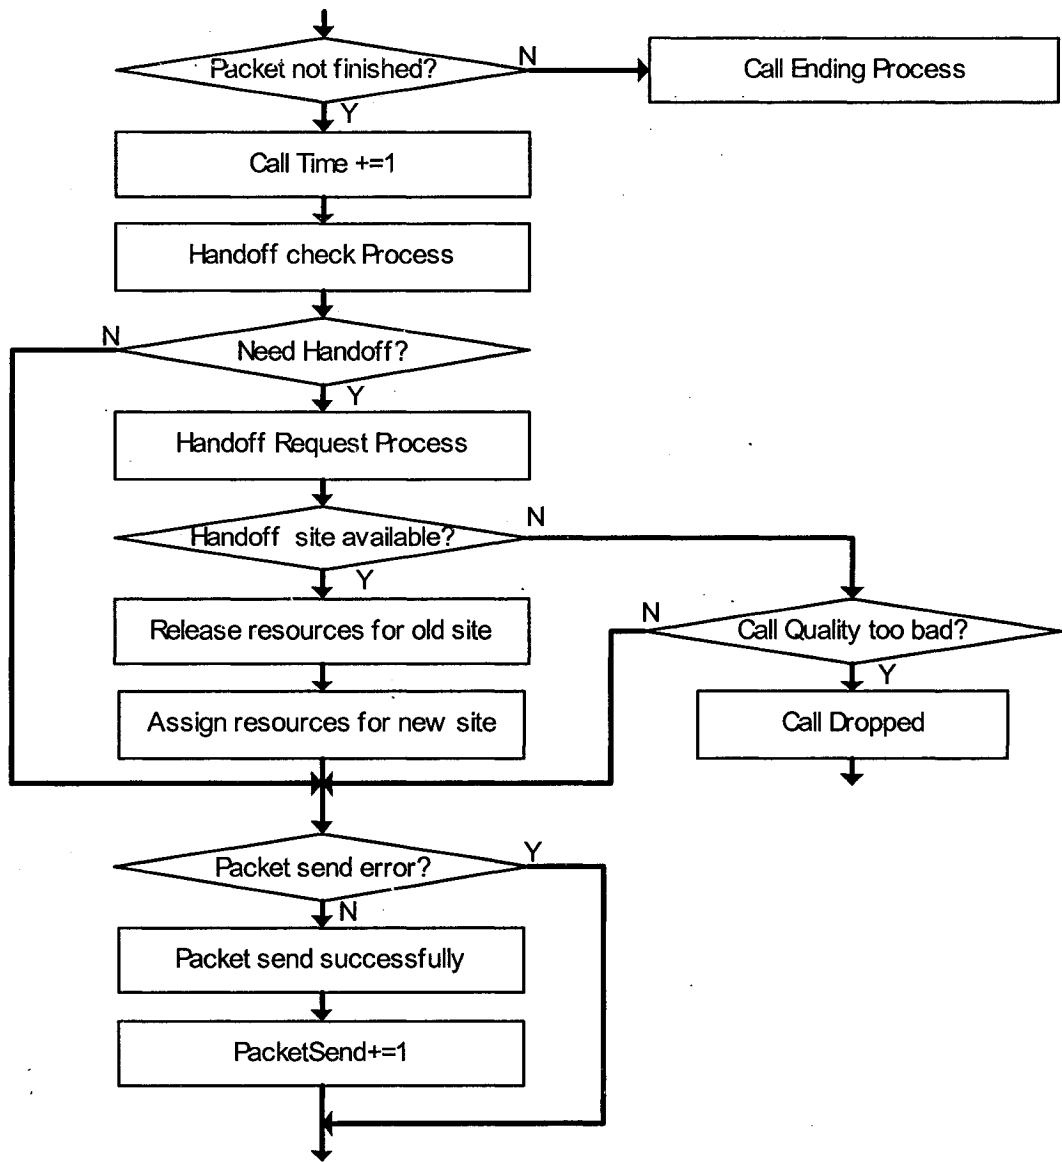 Packet not finished?
N
Call Ending Process
Y
Call Time +=1
Handoff check Process
N
Need Handoff?
Y
Handoff Request Process
Handoff site available?
N
Y
Release resources for old site
N
Call Quality too bad?
Y
Assign resources for new site
Call Dropped
Packet send error?
Y
N
Packet send successfully
PacketSend+=1